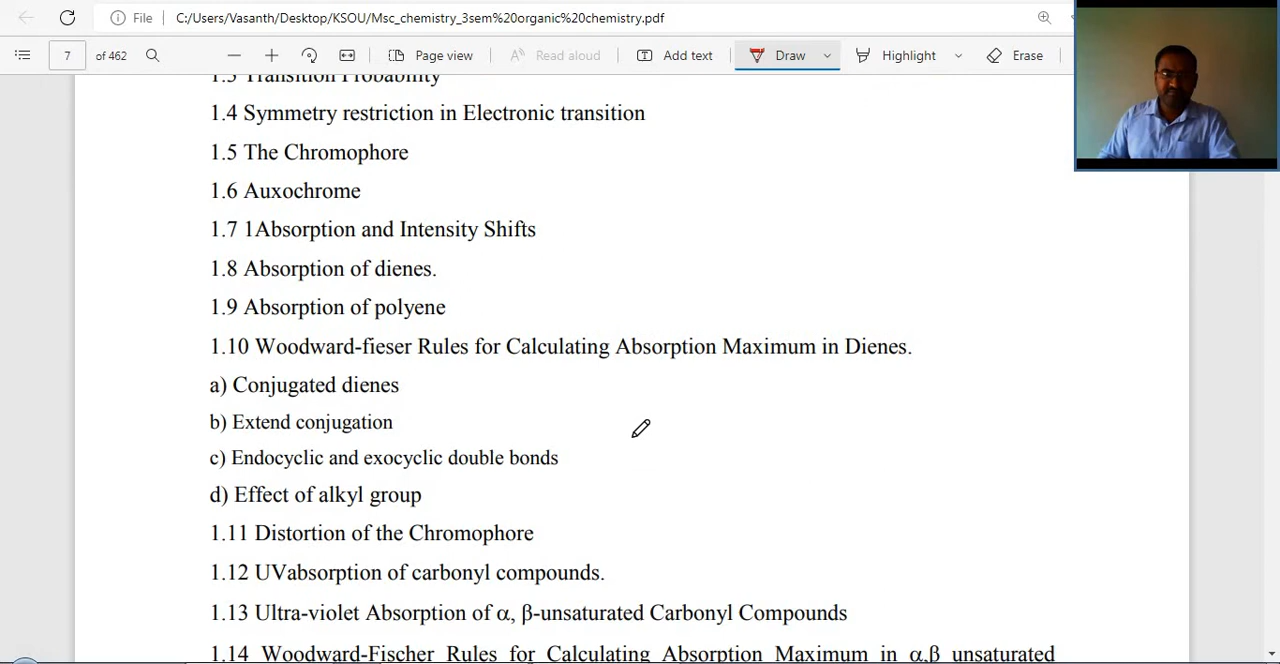 File
C:/Users/Vasanth/Desktop/KSOU/Msc_chemistry_3sem%20organic%20chemistry.pdf
7 of 462 Page view Read aloud Add text Draw Highlight Erase
1.3 Transition Probability
1.4 Symmetry restriction in Electronic transition
1.5 The Chromophore
1.6 Auxochrome
1.7 1Absorption and Intensity Shifts
1.8 Absorption of dienes.
1.9 Absorption of polyene
1.10 Woodward-fieser Rules for Calculating Absorption Maximum in Dienes.
a) Conjugated dienes
b) Extend conjugation
c) Endocyclic and exocyclic double bonds
d) Effect of alkyl group
1.11 Distortion of the Chromophore
1.12 UVabsorption of carbonyl compounds.
1.13 Ultra-violet Absorption of α, β-unsaturated Carbonyl Compounds
1.14 Woodward-Fischer Rules for Calculating Absorption Maximum in α,β unsaturated